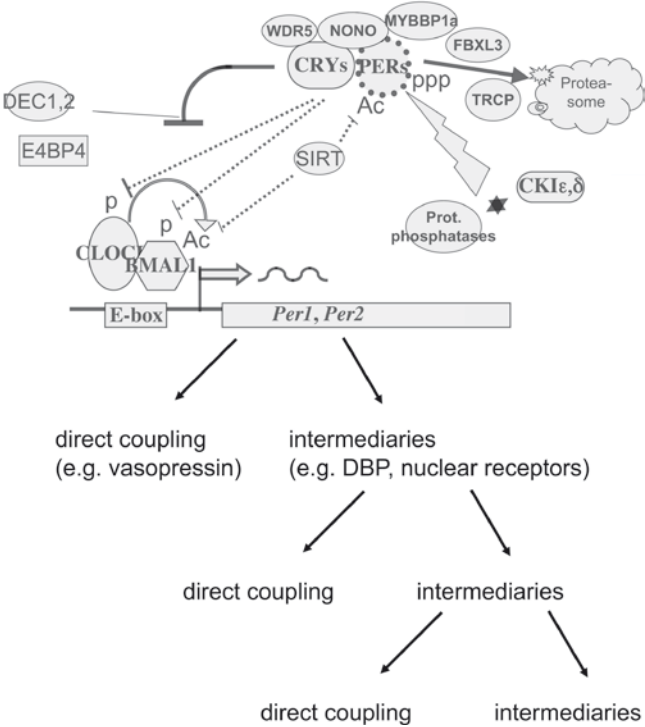 WDR5
NONO
MYBBP1a
FBXL3
CRYs
PERs
ppp
Ac
TRCP
Protea-
some
DEC1,2
E4BP4
SIRT
CKIε,δ
Prot.
phosphatases
p
p
Ac
CLOCK
BMAL1
E-box
Per1, Per2
direct coupling
(e.g. vasopressin)
intermediaries
(e.g. DBP, nuclear receptors)
direct coupling
intermediaries
direct coupling
intermediaries